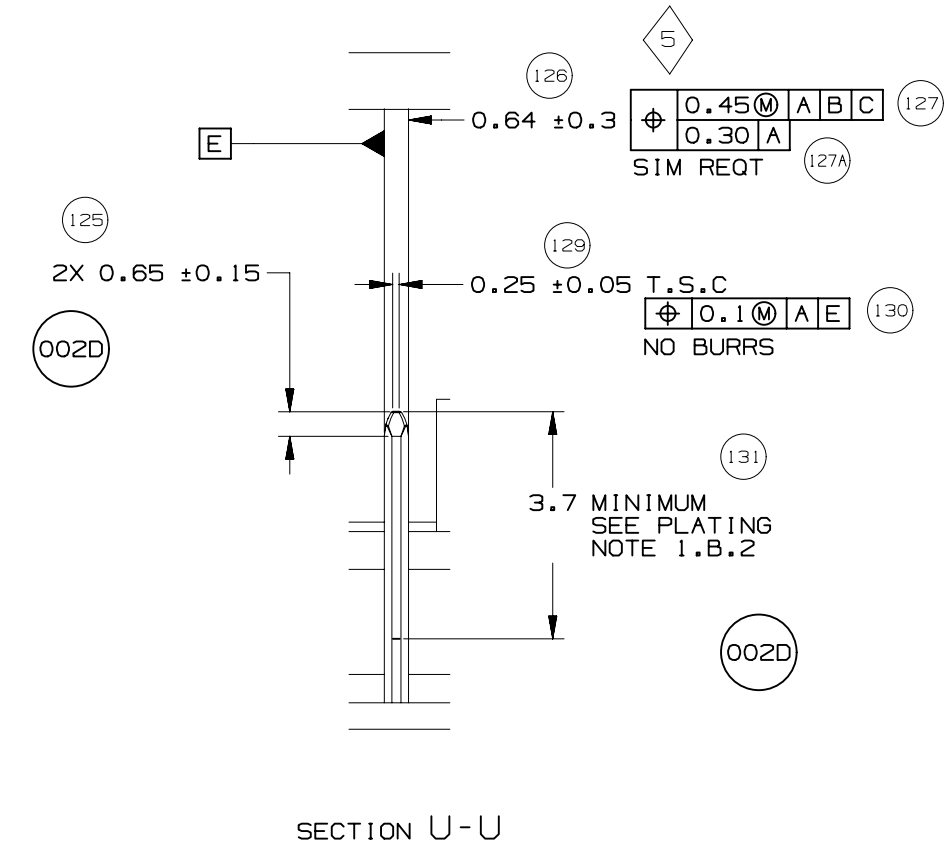 5
126
0.64 ±0.3
⌖ 0.45Ⓜ A B C
127
0.30 A
SIM REQT
127A
E
125
2X 0.65 ±0.15
129
0.25 ±0.05 T.S.C
⌖ 0.1Ⓜ A E
130
NO BURRS
002D
131
3.7 MINIMUM
SEE PLATING
NOTE 1.B.2
002D
SECTION U-U